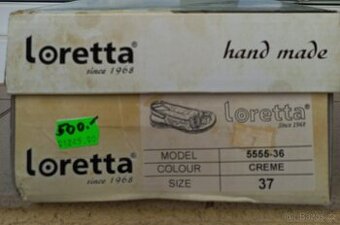 loretta®
since 1968
hand made
500.-
loretta®
since 1968
loretta®
Since 1968
MODEL 5555-36
COLOUR CREME
SIZE 37